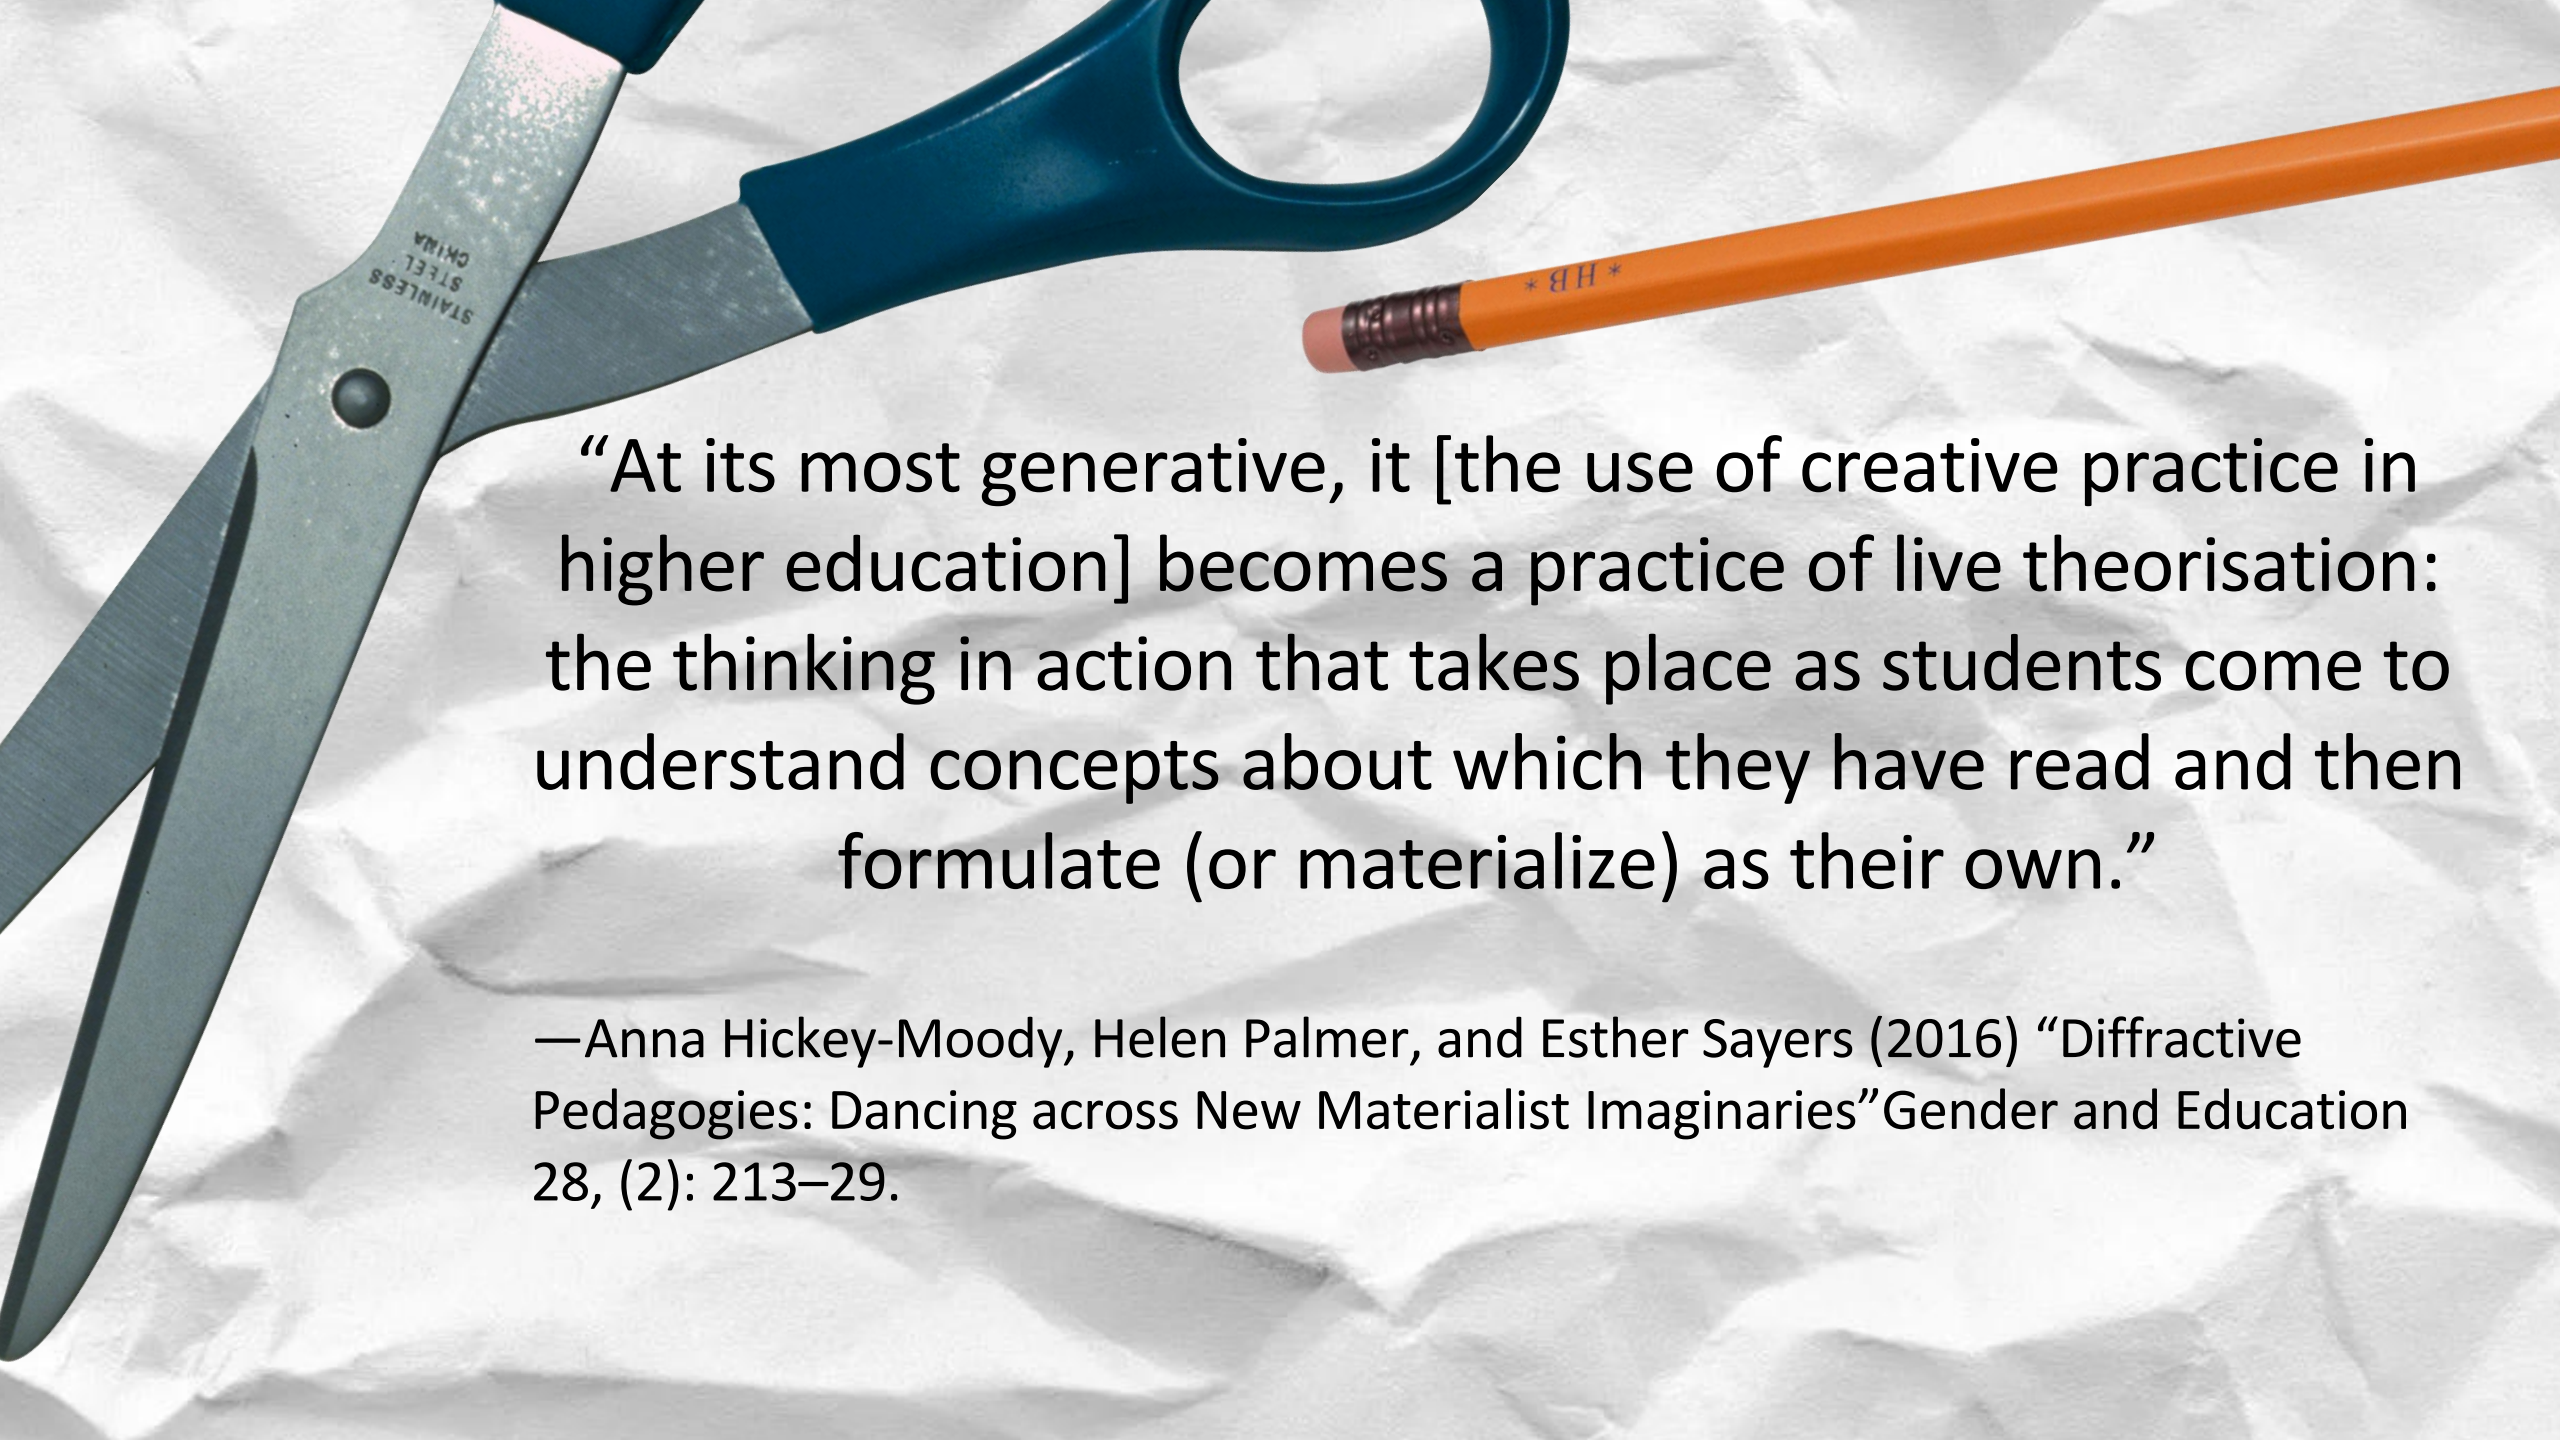 STAINLESS
STEEL
CHINA
* HB *
“At its most generative, it [the use of creative practice in
higher education] becomes a practice of live theorisation:
the thinking in action that takes place as students come to
understand concepts about which they have read and then
formulate (or materialize) as their own.”
—Anna Hickey-Moody, Helen Palmer, and Esther Sayers (2016) “Diffractive
Pedagogies: Dancing across New Materialist Imaginaries”Gender and Education
28, (2): 213–29.